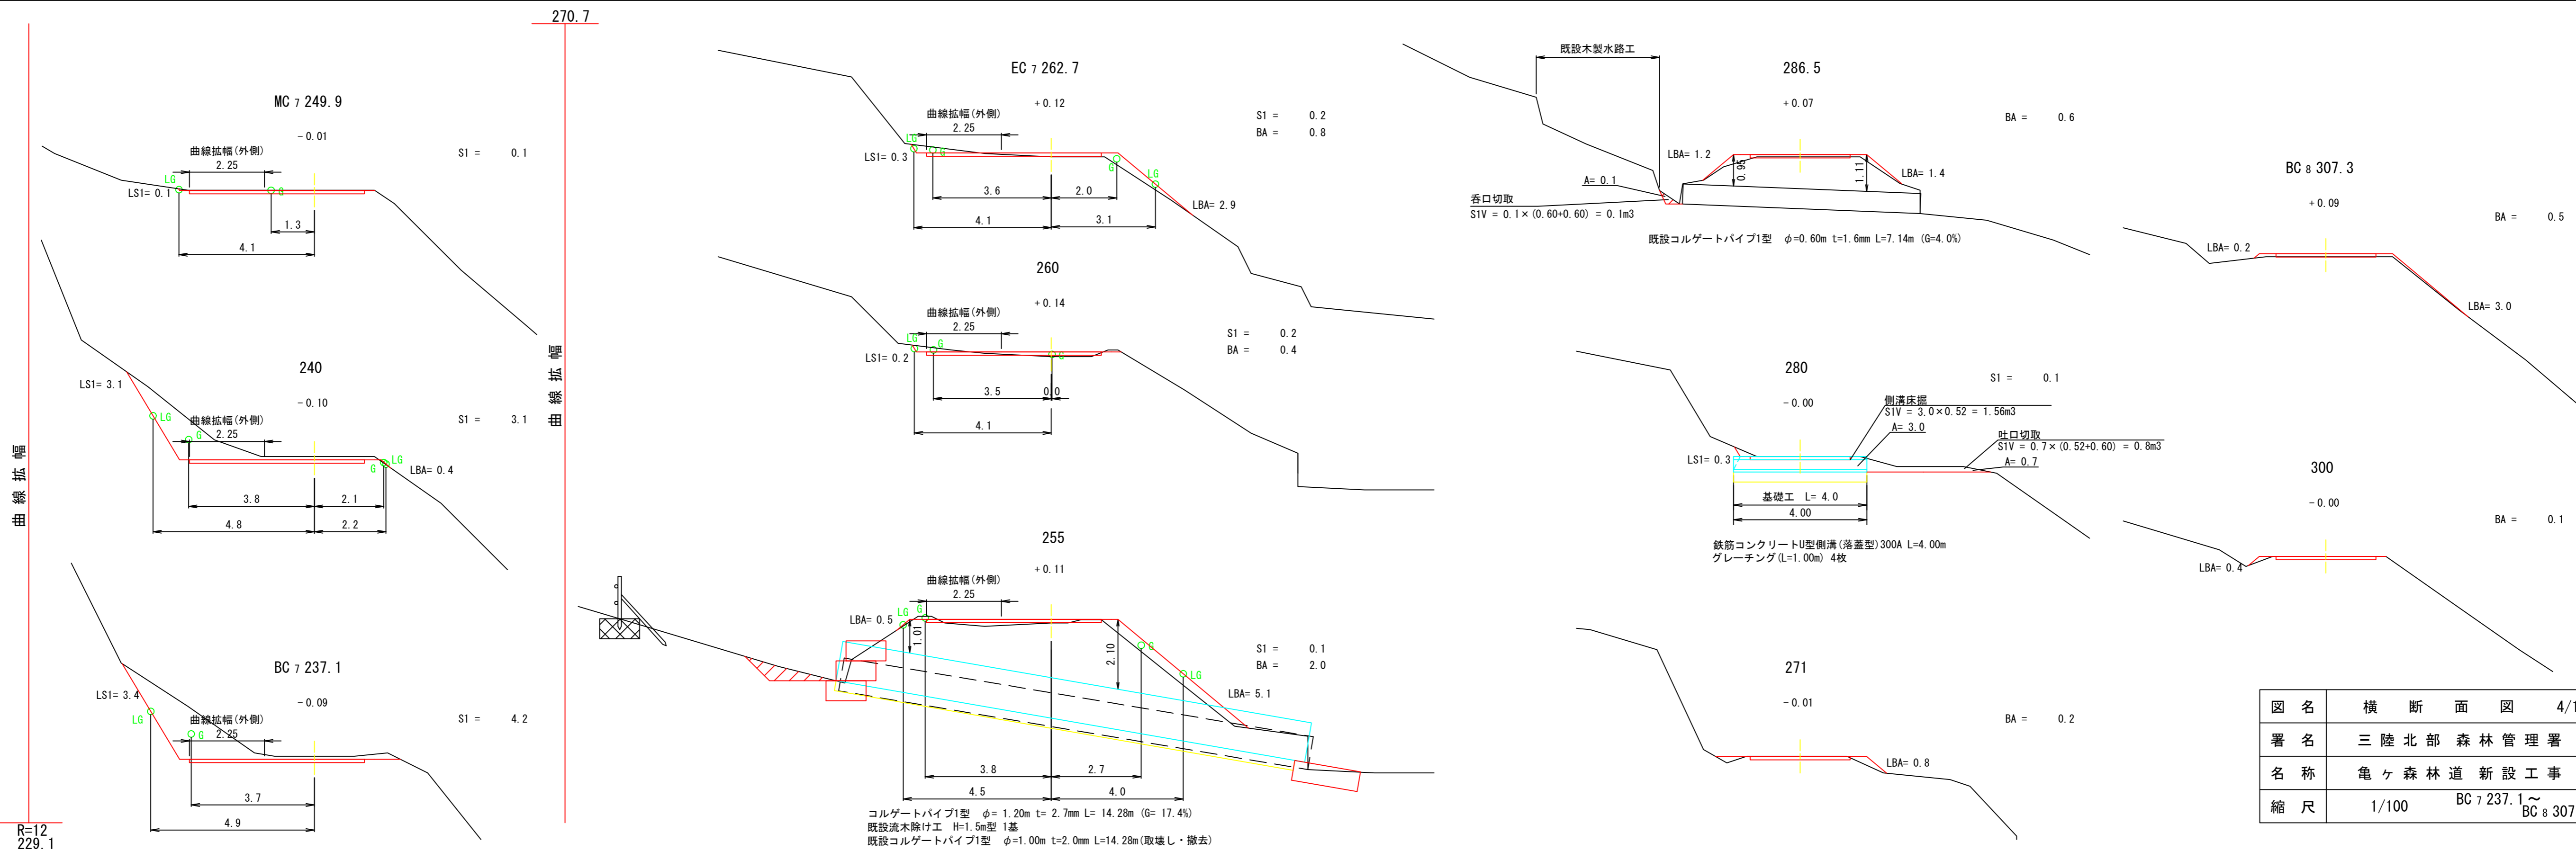 曲線拡幅
R=12
229.1
MC 7 249.9
－0.01
曲線拡幅(外側)
2.25
S1 = 0.1
LG
LS1= 0.1
G
1.3
4.1
240
－0.10
LS1= 3.1
曲線拡幅(外側)
2.25
S1 = 3.1
LG
G
G
LG
LBA= 0.4
3.8
2.1
4.8
2.2
BC 7 237.1
－0.09
LS1= 3.4
曲線拡幅(外側)
2.25
S1 = 4.2
LG
G
3.7
4.9
270.7
曲線拡幅
EC 7 262.7
＋0.12
曲線拡幅(外側)
2.25
S1 = 0.2
BA = 0.8
LG
G
LS1= 0.3
G
LG
3.6
2.0
LBA= 2.9
4.1
3.1
260
＋0.14
曲線拡幅(外側)
2.25
S1 = 0.2
BA = 0.4
LG
G
G
LS1= 0.2
3.5
0.0
4.1
255
＋0.11
曲線拡幅(外側)
2.25
LG
G
LBA= 0.5
1.01
2.10
G
LG
S1 = 0.1
BA = 2.0
LBA= 5.1
3.8
2.7
4.5
4.0
コルゲートパイプ1型 φ= 1.20m t= 2.7mm L= 14.28m (G= 17.4%)
既設流木除け工 H=1.5m型 1基
既設コルゲートパイプ1型 φ=1.00m t=2.0mm L=14.28m(取壊し・撤去)
既設木製水路工
286.5
＋0.07
BA = 0.6
LBA= 1.2
0.95
1.11
LBA= 1.4
A= 0.1
呑口切取
S1V = 0.1×(0.60+0.60) = 0.1m3
既設コルゲートパイプ1型 φ=0.60m t=1.6mm L=7.14m (G=4.0%)
280
－0.00
S1 = 0.1
側溝床掘
S1V = 3.0×0.52 = 1.56m3
A= 3.0
吐口切取
S1V = 0.7×(0.52+0.60) = 0.8m3
A= 0.7
LS1= 0.3
基礎工 L= 4.0
4.00
鉄筋コンクリートU型側溝(落蓋型)300A L=4.00m
グレーチング(L=1.00m) 4枚
271
－0.01
BA = 0.2
LBA= 0.8
BC 8 307.3
＋0.09
BA = 0.5
LBA= 0.2
LBA= 3.0
300
－0.00
BA = 0.1
LBA= 0.4
図名 横断面図 4/1
署名 三陸北部 森林管理署
名称 亀ヶ森林道 新設工事
縮尺 1/100 BC 7 237.1～
BC 8 307